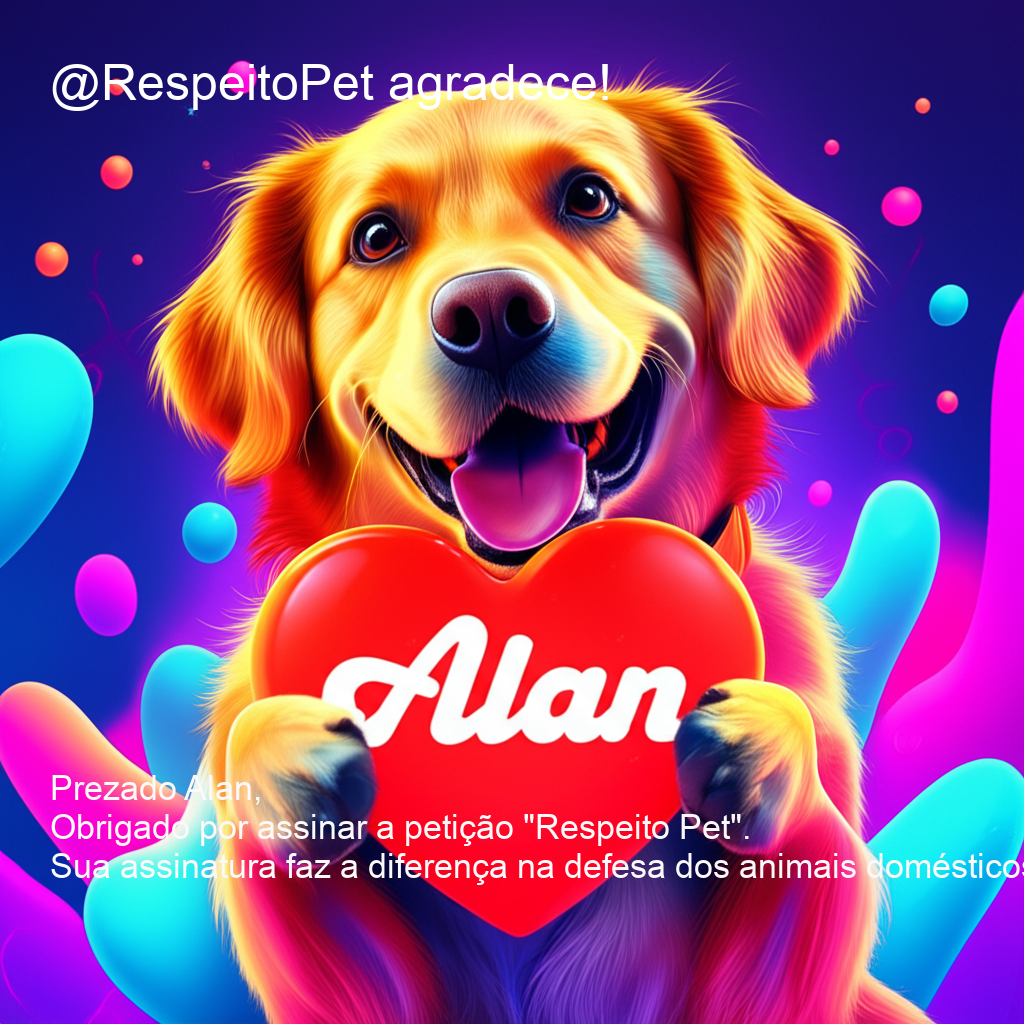 @RespeitoPet agradece!
Alan
Prezado Alan,
Obrigado por assinar a petição "Respeito Pet".
Sua assinatura faz a diferença na defesa dos animais domésticos